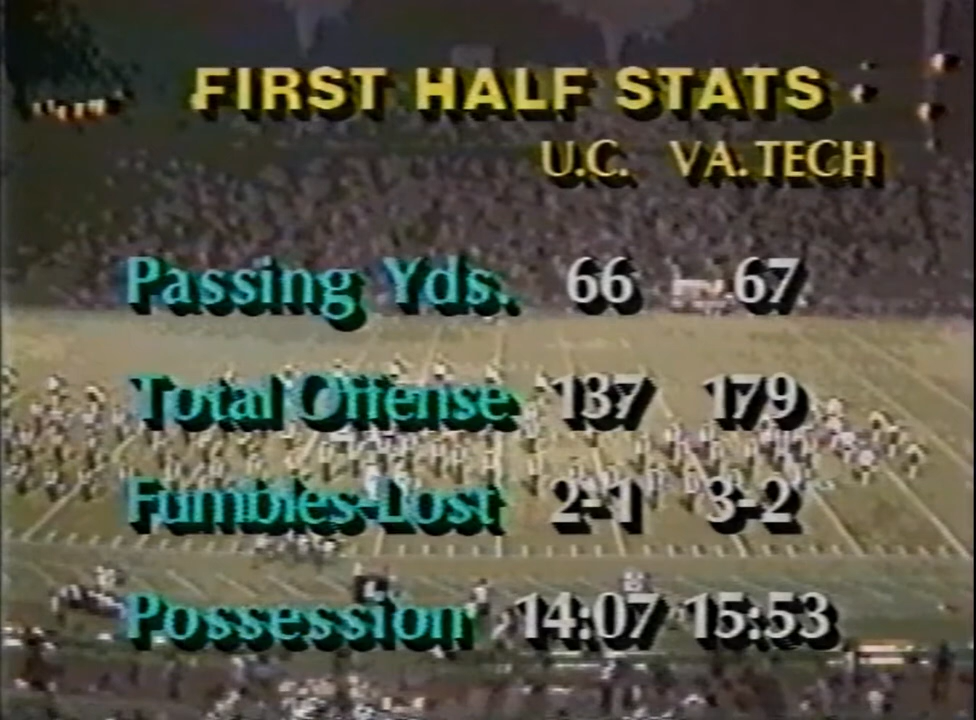 FIRST HALF STATS
U.C. VA. TECH
Passing Yds. 66 67
Total Offense 137 179
Fumbles-Lost 2-1 3-2
Possession 14:07 15:53